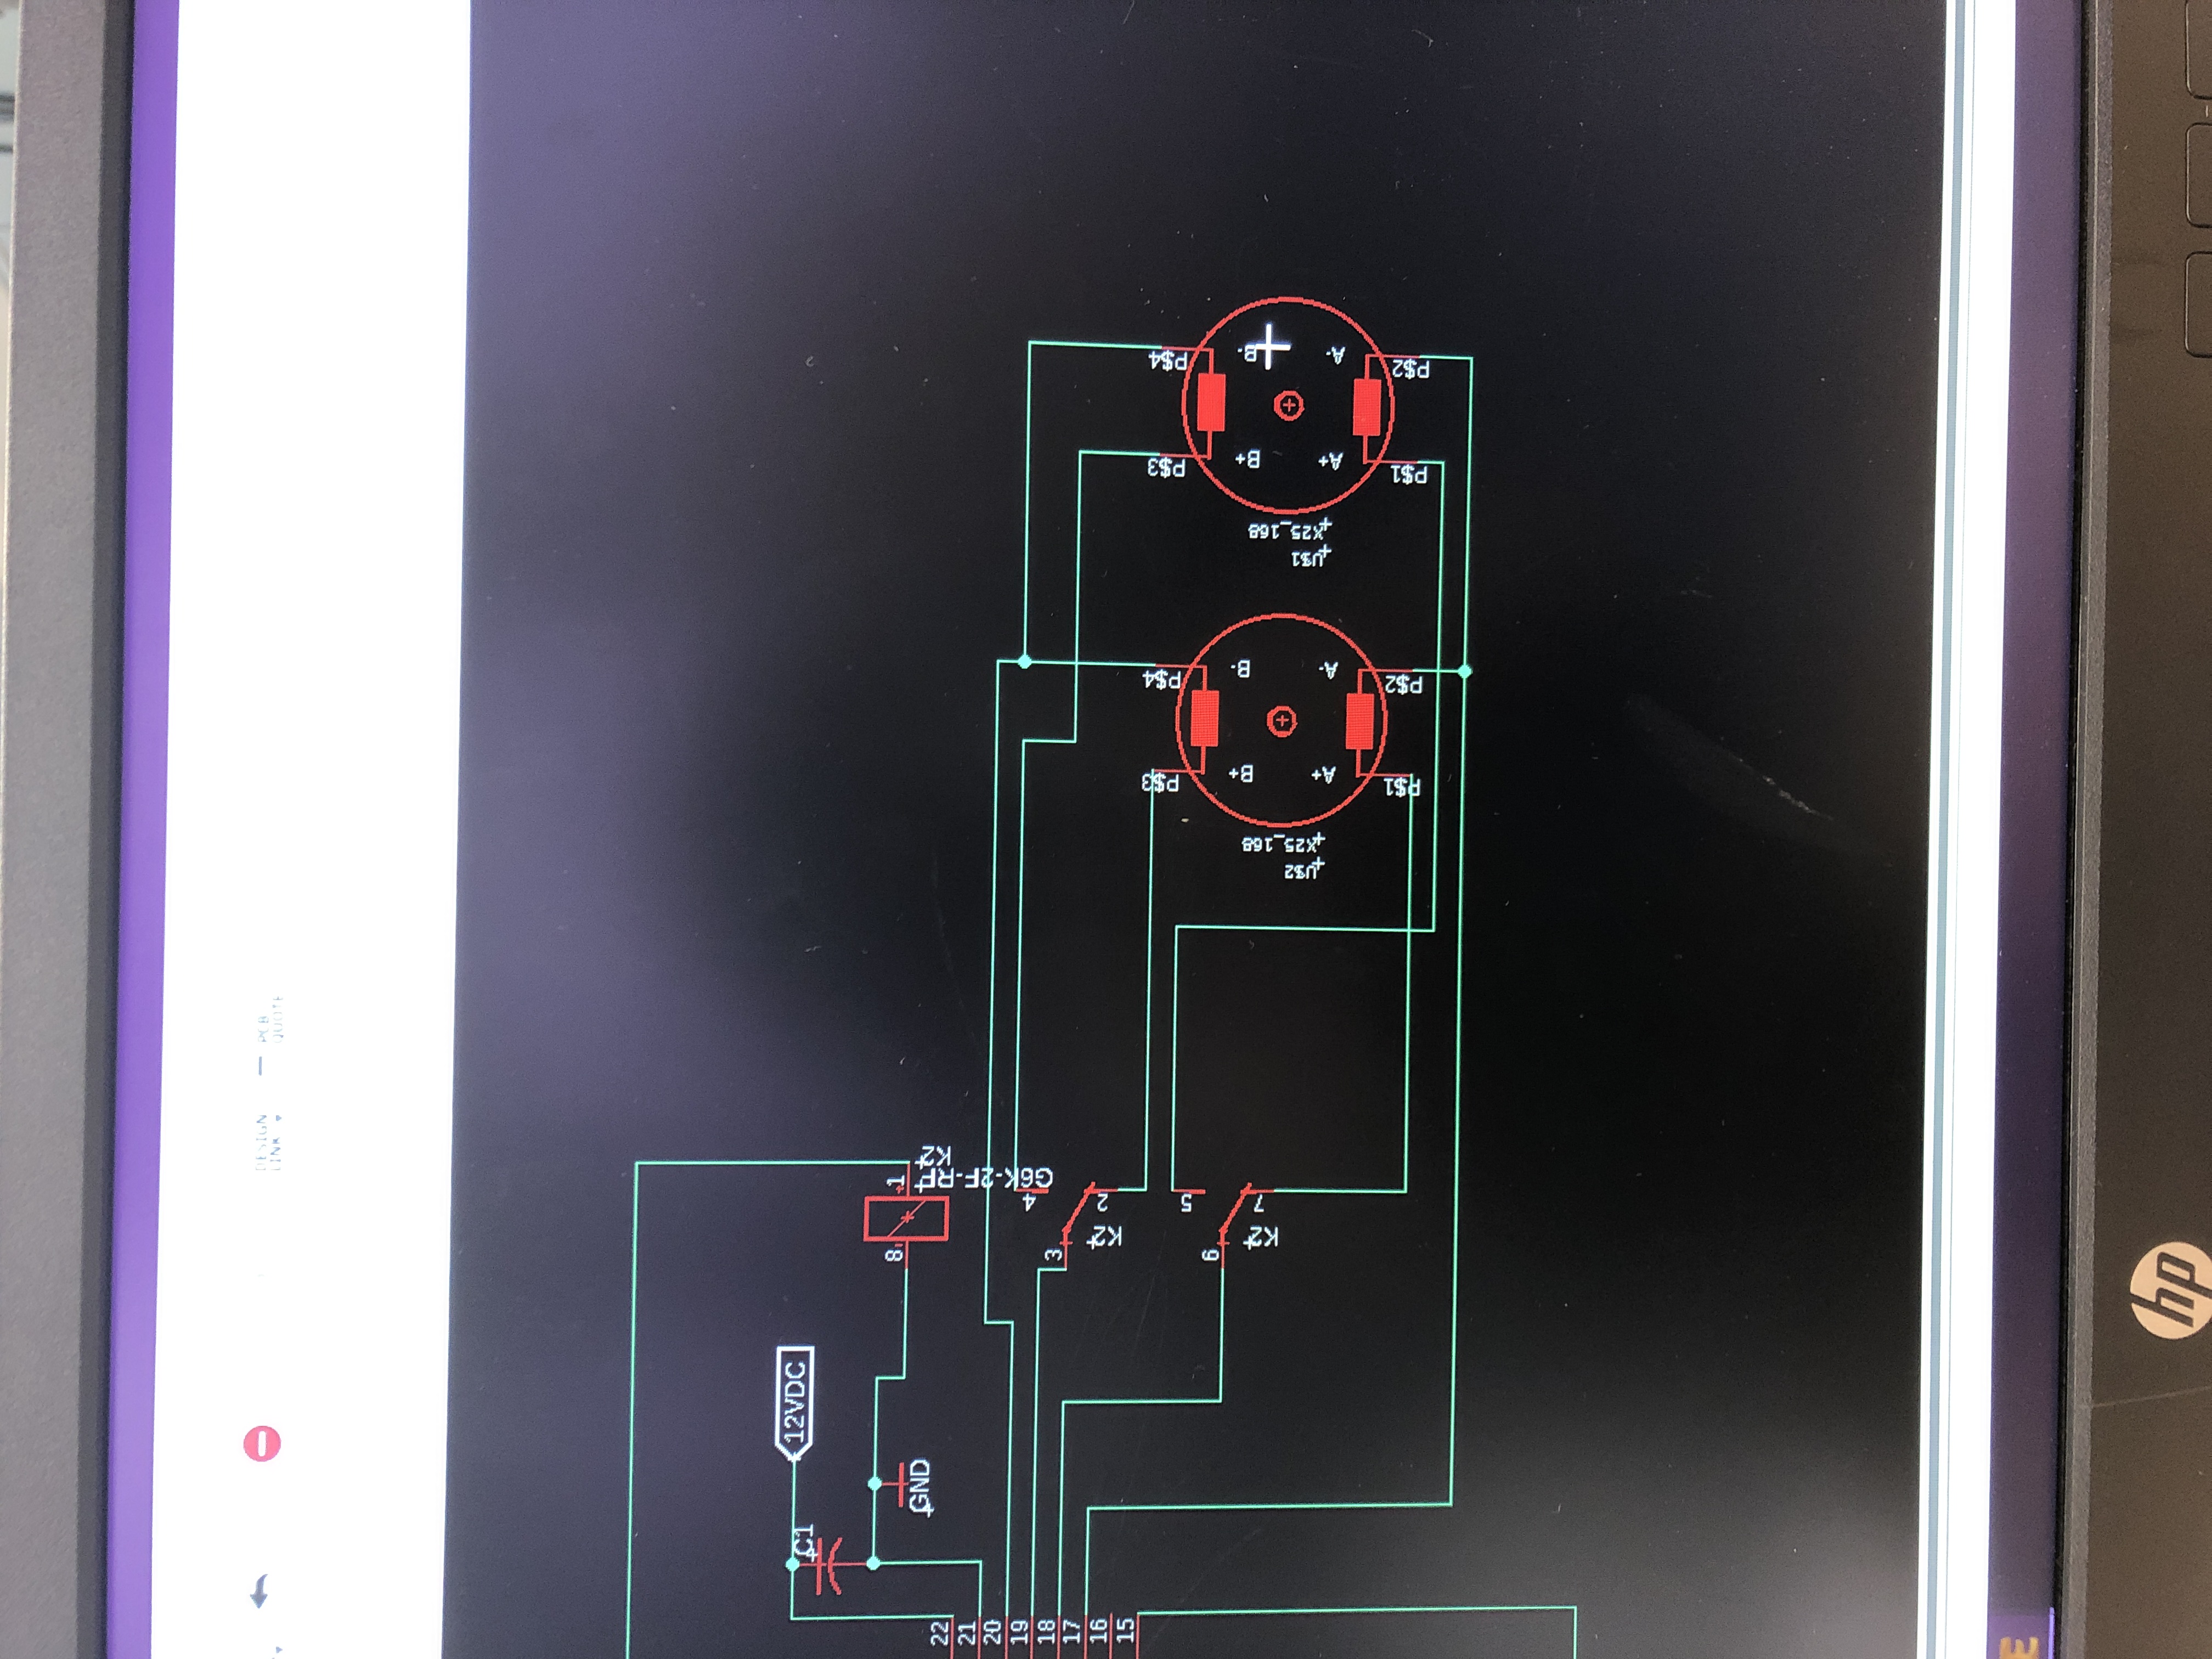 DESIGN
LINK
PCB
QUOTE
12VDC
C1
GND
8
1
K2
G6K-2F-RF
22
21
20
19
18
17
16
15
4
3
2
K2
5
6
7
K2
P$3
P$4
B+
B-
U$2
X25_168
A+
A-
P$1
P$2
P$3
P$4
B+
B-
U$1
X25_168
A+
A-
P$1
P$2
E
hp